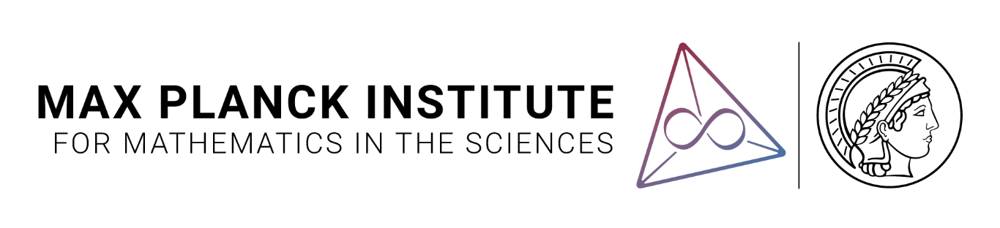 MAX PLANCK INSTITUTE
FOR MATHEMATICS IN THE SCIENCES